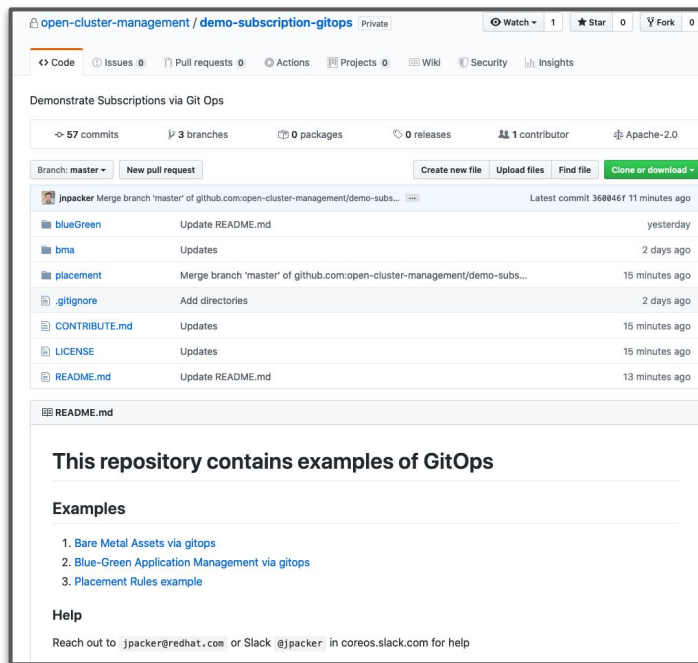 open-cluster-management / demo-subscription-gitops Private
Watch 1 Star 0 Fork 0
Code Issues 0 Pull requests 0 Actions Projects 0 Wiki Security Insights
Demonstrate Subscriptions via Git Ops
57 commits 3 branches 0 packages 0 releases 1 contributor Apache-2.0
Branch: master New pull request Create new file Upload files Find file Clone or download
jnpacker Merge branch 'master' of github.com:open-cluster-management/demo-subs... ... Latest commit 360046f 11 minutes ago
blueGreen Update README.md yesterday
bma Updates 2 days ago
placement Merge branch 'master' of github.com:open-cluster-management/demo-subs... 15 minutes ago
.gitignore Add directories 2 days ago
CONTRIBUTE.md Updates 15 minutes ago
LICENSE Updates 15 minutes ago
README.md Update README.md 13 minutes ago
README.md
This repository contains examples of GitOps
Examples
1. Bare Metal Assets via gitops
2. Blue-Green Application Management via gitops
3. Placement Rules example
Help
Reach out to jpacker@redhat.com or Slack @jpacker in coreos.slack.com for help